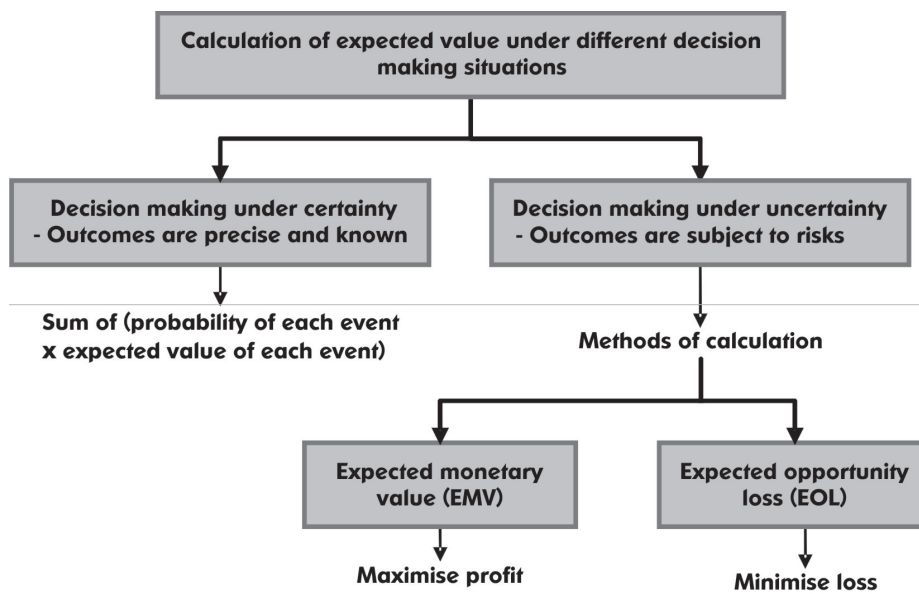 Calculation of expected value under different decision
making situations
Decision making under certainty
- Outcomes are precise and known
Decision making under uncertainty
- Outcomes are subject to risks
Sum of (probability of each event
x expected value of each event)
Methods of calculation
Expected monetary
value (EMV)
Expected opportunity
loss (EOL)
Maximise profit
Minimise loss